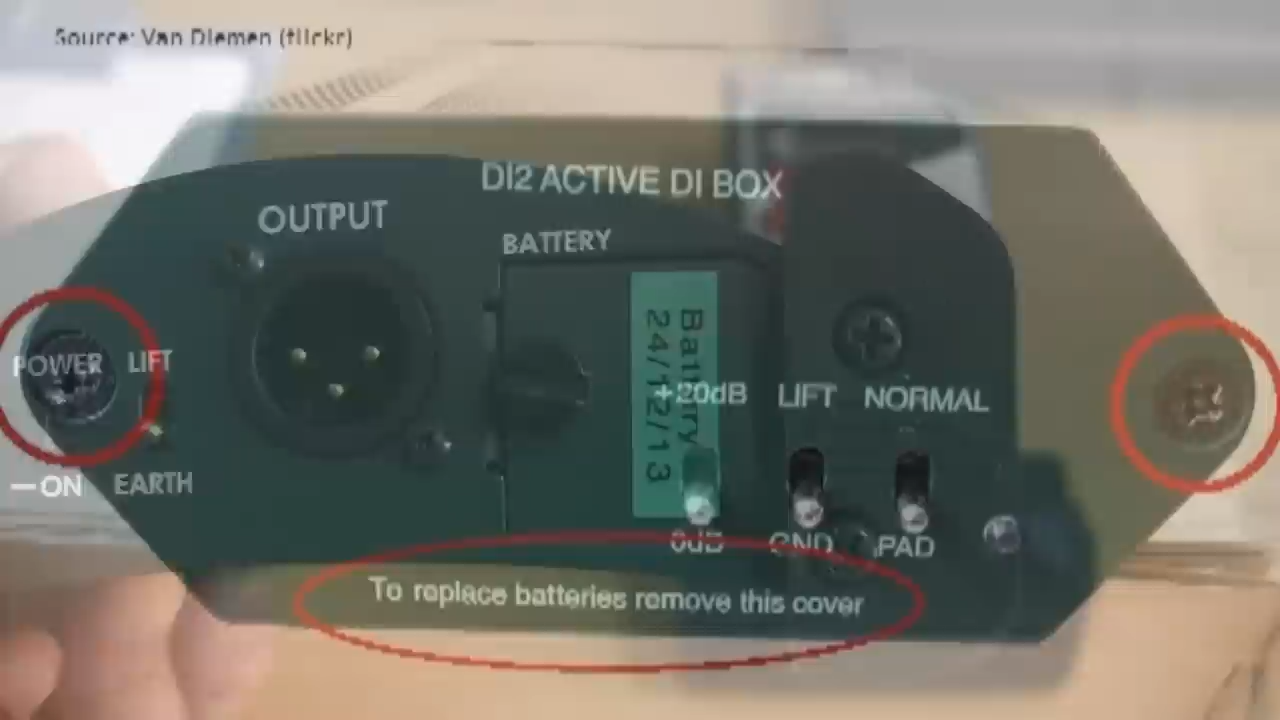 Source: Van Diemen (flickr)
DI2 ACTIVE DI BOX
OUTPUT
BATTERY
Battery
24/12/13
POWER LIFT
+20dB LIFT NORMAL
ON EARTH
0dB GND PAD
To replace batteries remove this cover